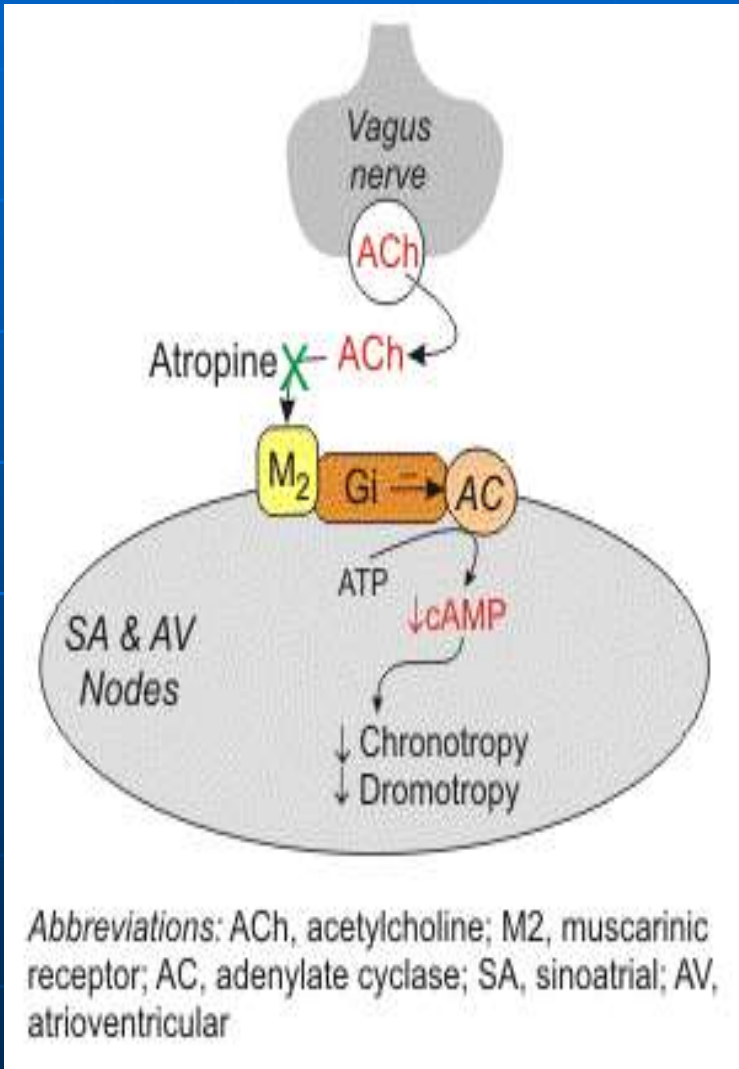 Vagus
nerve
ACh
Atropine X ACh
M2 Gi – AC
ATP
↓cAMP
SA & AV
Nodes
↓ Chronotropy
↓ Dromotropy
Abbreviations: ACh, acetylcholine; M2, muscarinic
receptor; AC, adenylate cyclase; SA, sinoatrial; AV,
atrioventricular